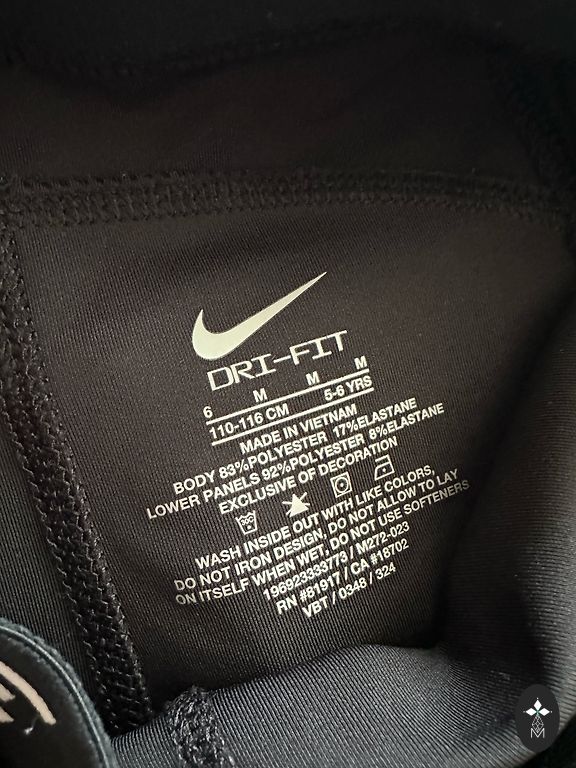 DRI-FIT
6 M M M
110-116 CM 5-6 YRS
MADE IN VIETNAM
BODY 83%POLYESTER 17%ELASTANE
LOWER PANELS 92%POLYESTER 8%ELASTANE
EXCLUSIVE OF DECORATION
WASH INSIDE OUT WITH LIKE COLORS,
DO NOT IRON DESIGN, DO NOT ALLOW TO LAY
ON ITSELF WHEN WET, DO NOT USE SOFTENERS
196923333773 / M272-023
RN #81917 / CA #18702
VBT / 0348 / 324
M